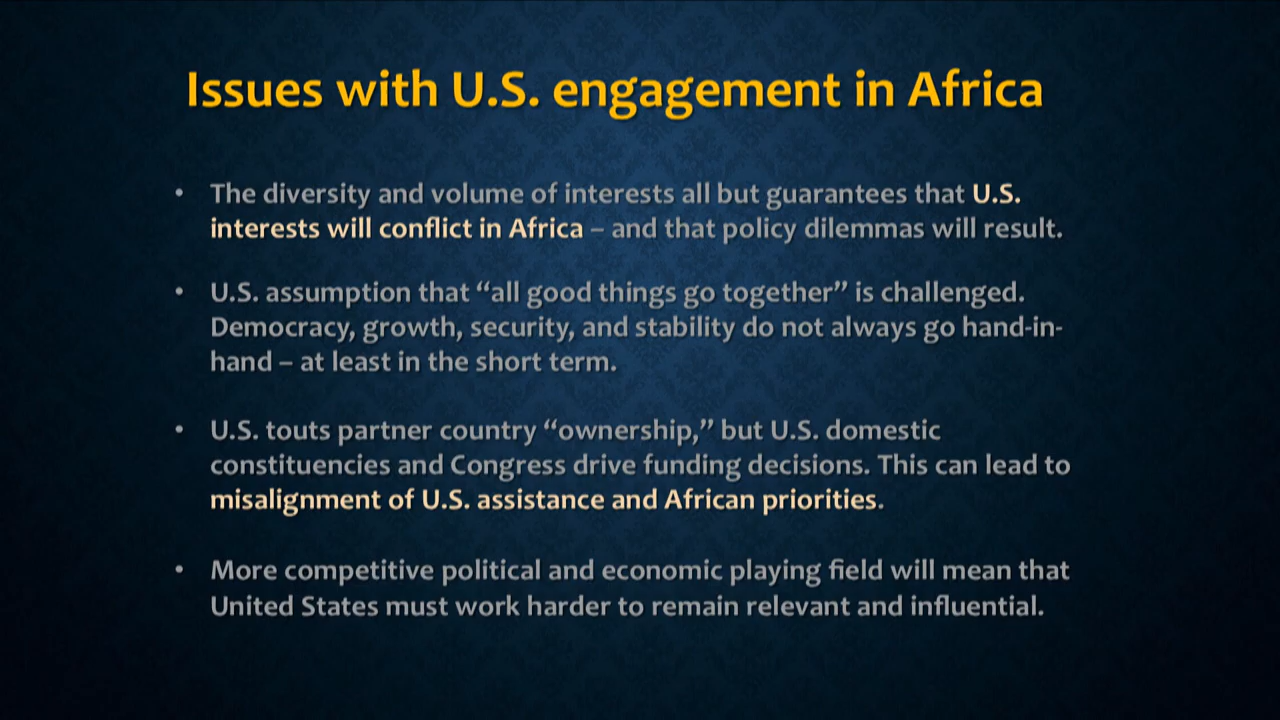 Issues with U.S. engagement in Africa
• The diversity and volume of interests all but guarantees that U.S.
interests will conflict in Africa – and that policy dilemmas will result.
• U.S. assumption that “all good things go together” is challenged.
Democracy, growth, security, and stability do not always go hand-in-
hand – at least in the short term.
• U.S. touts partner country “ownership,” but U.S. domestic
constituencies and Congress drive funding decisions. This can lead to
misalignment of U.S. assistance and African priorities.
• More competitive political and economic playing field will mean that
United States must work harder to remain relevant and influential.